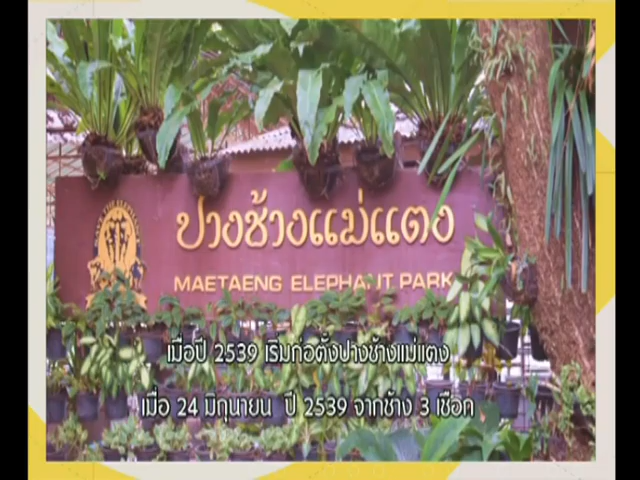 ปางช้างแม่แตง
MAETAENG ELEPHANT PARK
เมื่อปี 2539 เริ่มก่อตั้งปางช้างแม่แตง
เมื่อ 24 มิถุนายน ปี 2539 จากช้าง 3 เชือก